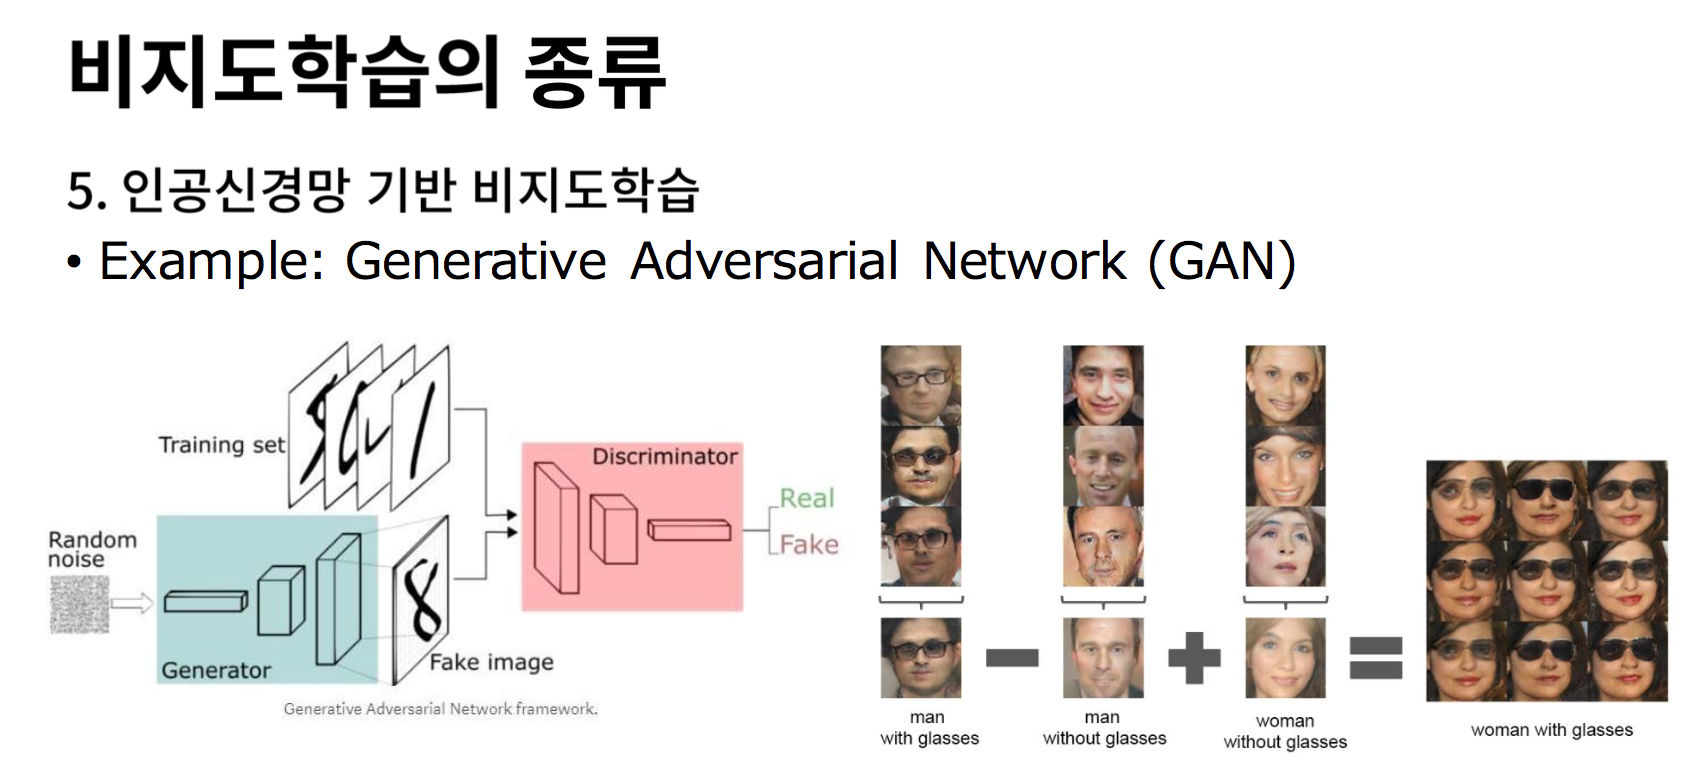 비지도학습의 종류
5. 인공신경망 기반 비지도학습
• Example: Generative Adversarial Network (GAN)
Training set
Discriminator
Real
Fake
Random
noise
Generator
Fake image
Generative Adversarial Network framework.
man
with glasses
man
without glasses
woman
without glasses
woman with glasses